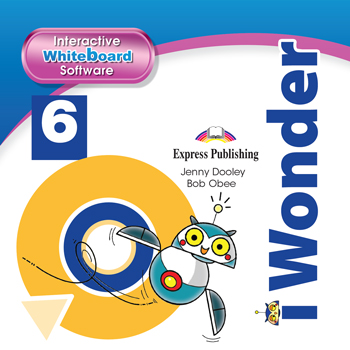 Interactive
Whiteboard
Software
6
Express Publishing
Jenny Dooley
Bob Obee
i Wonder